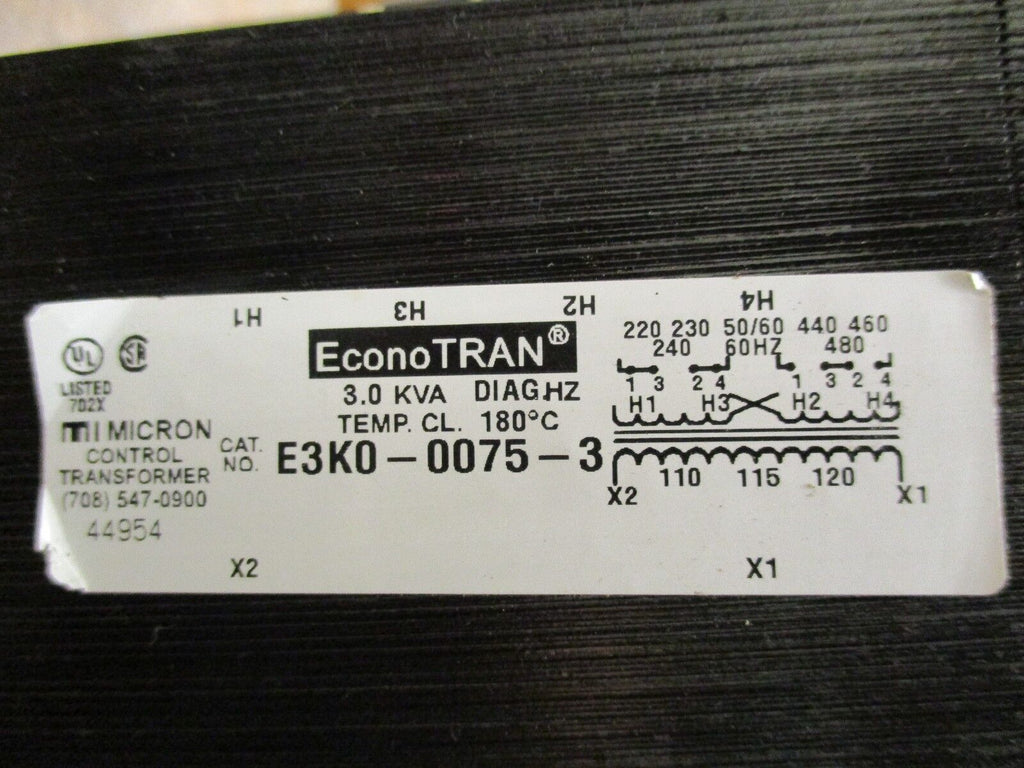 H1 H3 H2 H4
UL SA
LISTED
702X
EconoTRAN®
3.0 KVA DIAG.HZ
TEMP. CL. 180°C
MICRON
CONTROL
TRANSFORMER
(708) 547-0900
44954
CAT.
NO. E3K0-0075-3
220 230 50/60 440 460
240 60HZ 480
1 3 2 4 1 3 2 4
H1 H3 H2 H4
110 115 120
X2 X1
X2 X1